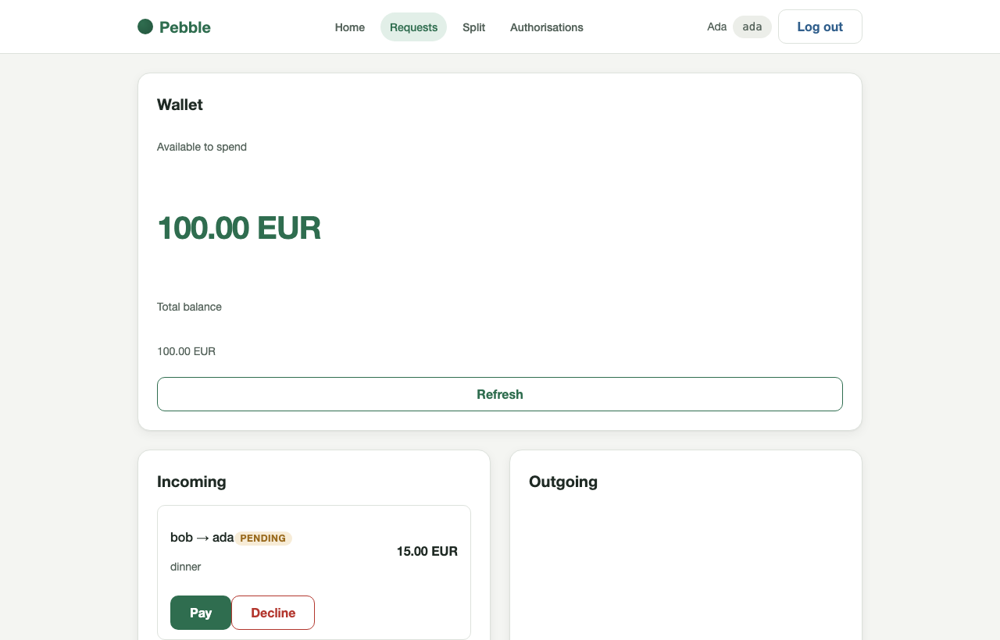 Pebble
Home Requests Split Authorisations
Ada ada Log out
Wallet
Available to spend
100.00 EUR
Total balance
100.00 EUR
Refresh
Incoming
bob → ada PENDING
15.00 EUR
dinner
Pay Decline
Outgoing